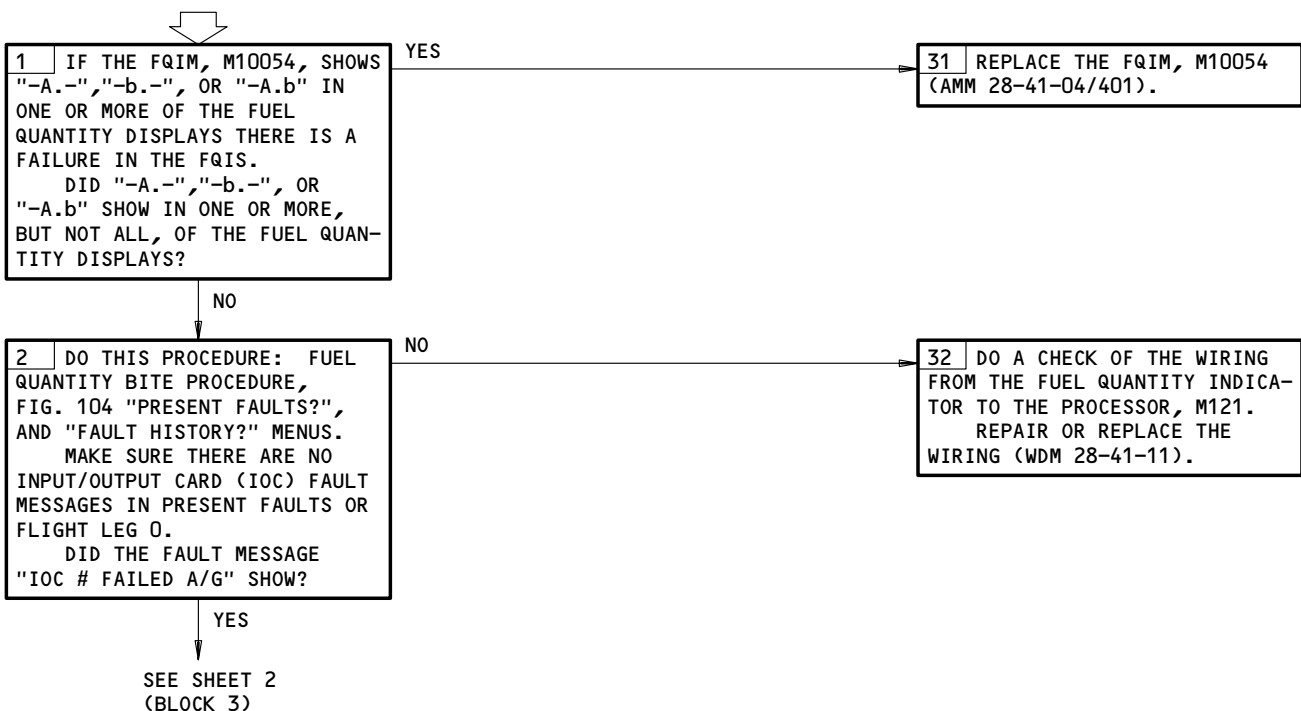 1 IF THE FQIM, M10054, SHOWS
"-A.-","-b.-", OR "-A.b" IN
ONE OR MORE OF THE FUEL
QUANTITY DISPLAYS THERE IS A
FAILURE IN THE FQIS.
DID "-A.-","-b.-", OR
"-A.b" SHOW IN ONE OR MORE,
BUT NOT ALL, OF THE FUEL QUAN-
TITY DISPLAYS?
YES
31 REPLACE THE FQIM, M10054
(AMM 28-41-04/401).
NO
2 DO THIS PROCEDURE: FUEL
QUANTITY BITE PROCEDURE,
FIG. 104 "PRESENT FAULTS?",
AND "FAULT HISTORY?" MENUS.
MAKE SURE THERE ARE NO
INPUT/OUTPUT CARD (IOC) FAULT
MESSAGES IN PRESENT FAULTS OR
FLIGHT LEG 0.
DID THE FAULT MESSAGE
"IOC # FAILED A/G" SHOW?
NO
32 DO A CHECK OF THE WIRING
FROM THE FUEL QUANTITY INDICA-
TOR TO THE PROCESSOR, M121.
REPAIR OR REPLACE THE
WIRING (WDM 28-41-11).
YES
SEE SHEET 2
(BLOCK 3)